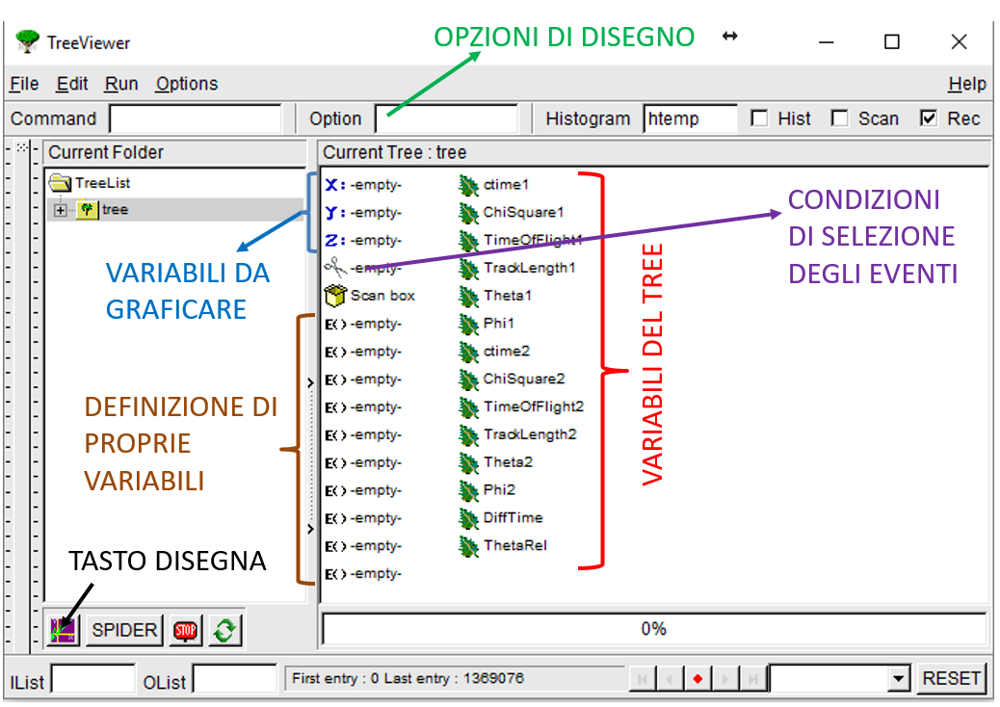 TreeViewer
OPZIONI DI DISEGNO
File Edit Run Options Help
Command Option Histogram htemp Hist Scan Rec
Current Folder
TreeList
tree
VARIABILI DA
GRAFICARE
DEFINIZIONE DI
PROPRIE
VARIABILI
TASTO DISEGNA
SPIDER STOP
Current Tree : tree
X: -empty- ctime1
Y: -empty- ChiSquare1
Z: -empty- TimeOfFlight1
-empty- TrackLength1
Scan box Theta1
E() -empty- Phi1
E() -empty- ctime2
E() -empty- ChiSquare2
E() -empty- TimeOfFlight2
E() -empty- TrackLength2
E() -empty- Theta2
E() -empty- Phi2
E() -empty- DiffTime
E() -empty- ThetaRel
E() -empty-
VARIABILI DEL TREE
CONDIZIONI
DI SELEZIONE
DEGLI EVENTI
0%
IList OList First entry : 0 Last entry : 1369076 RESET